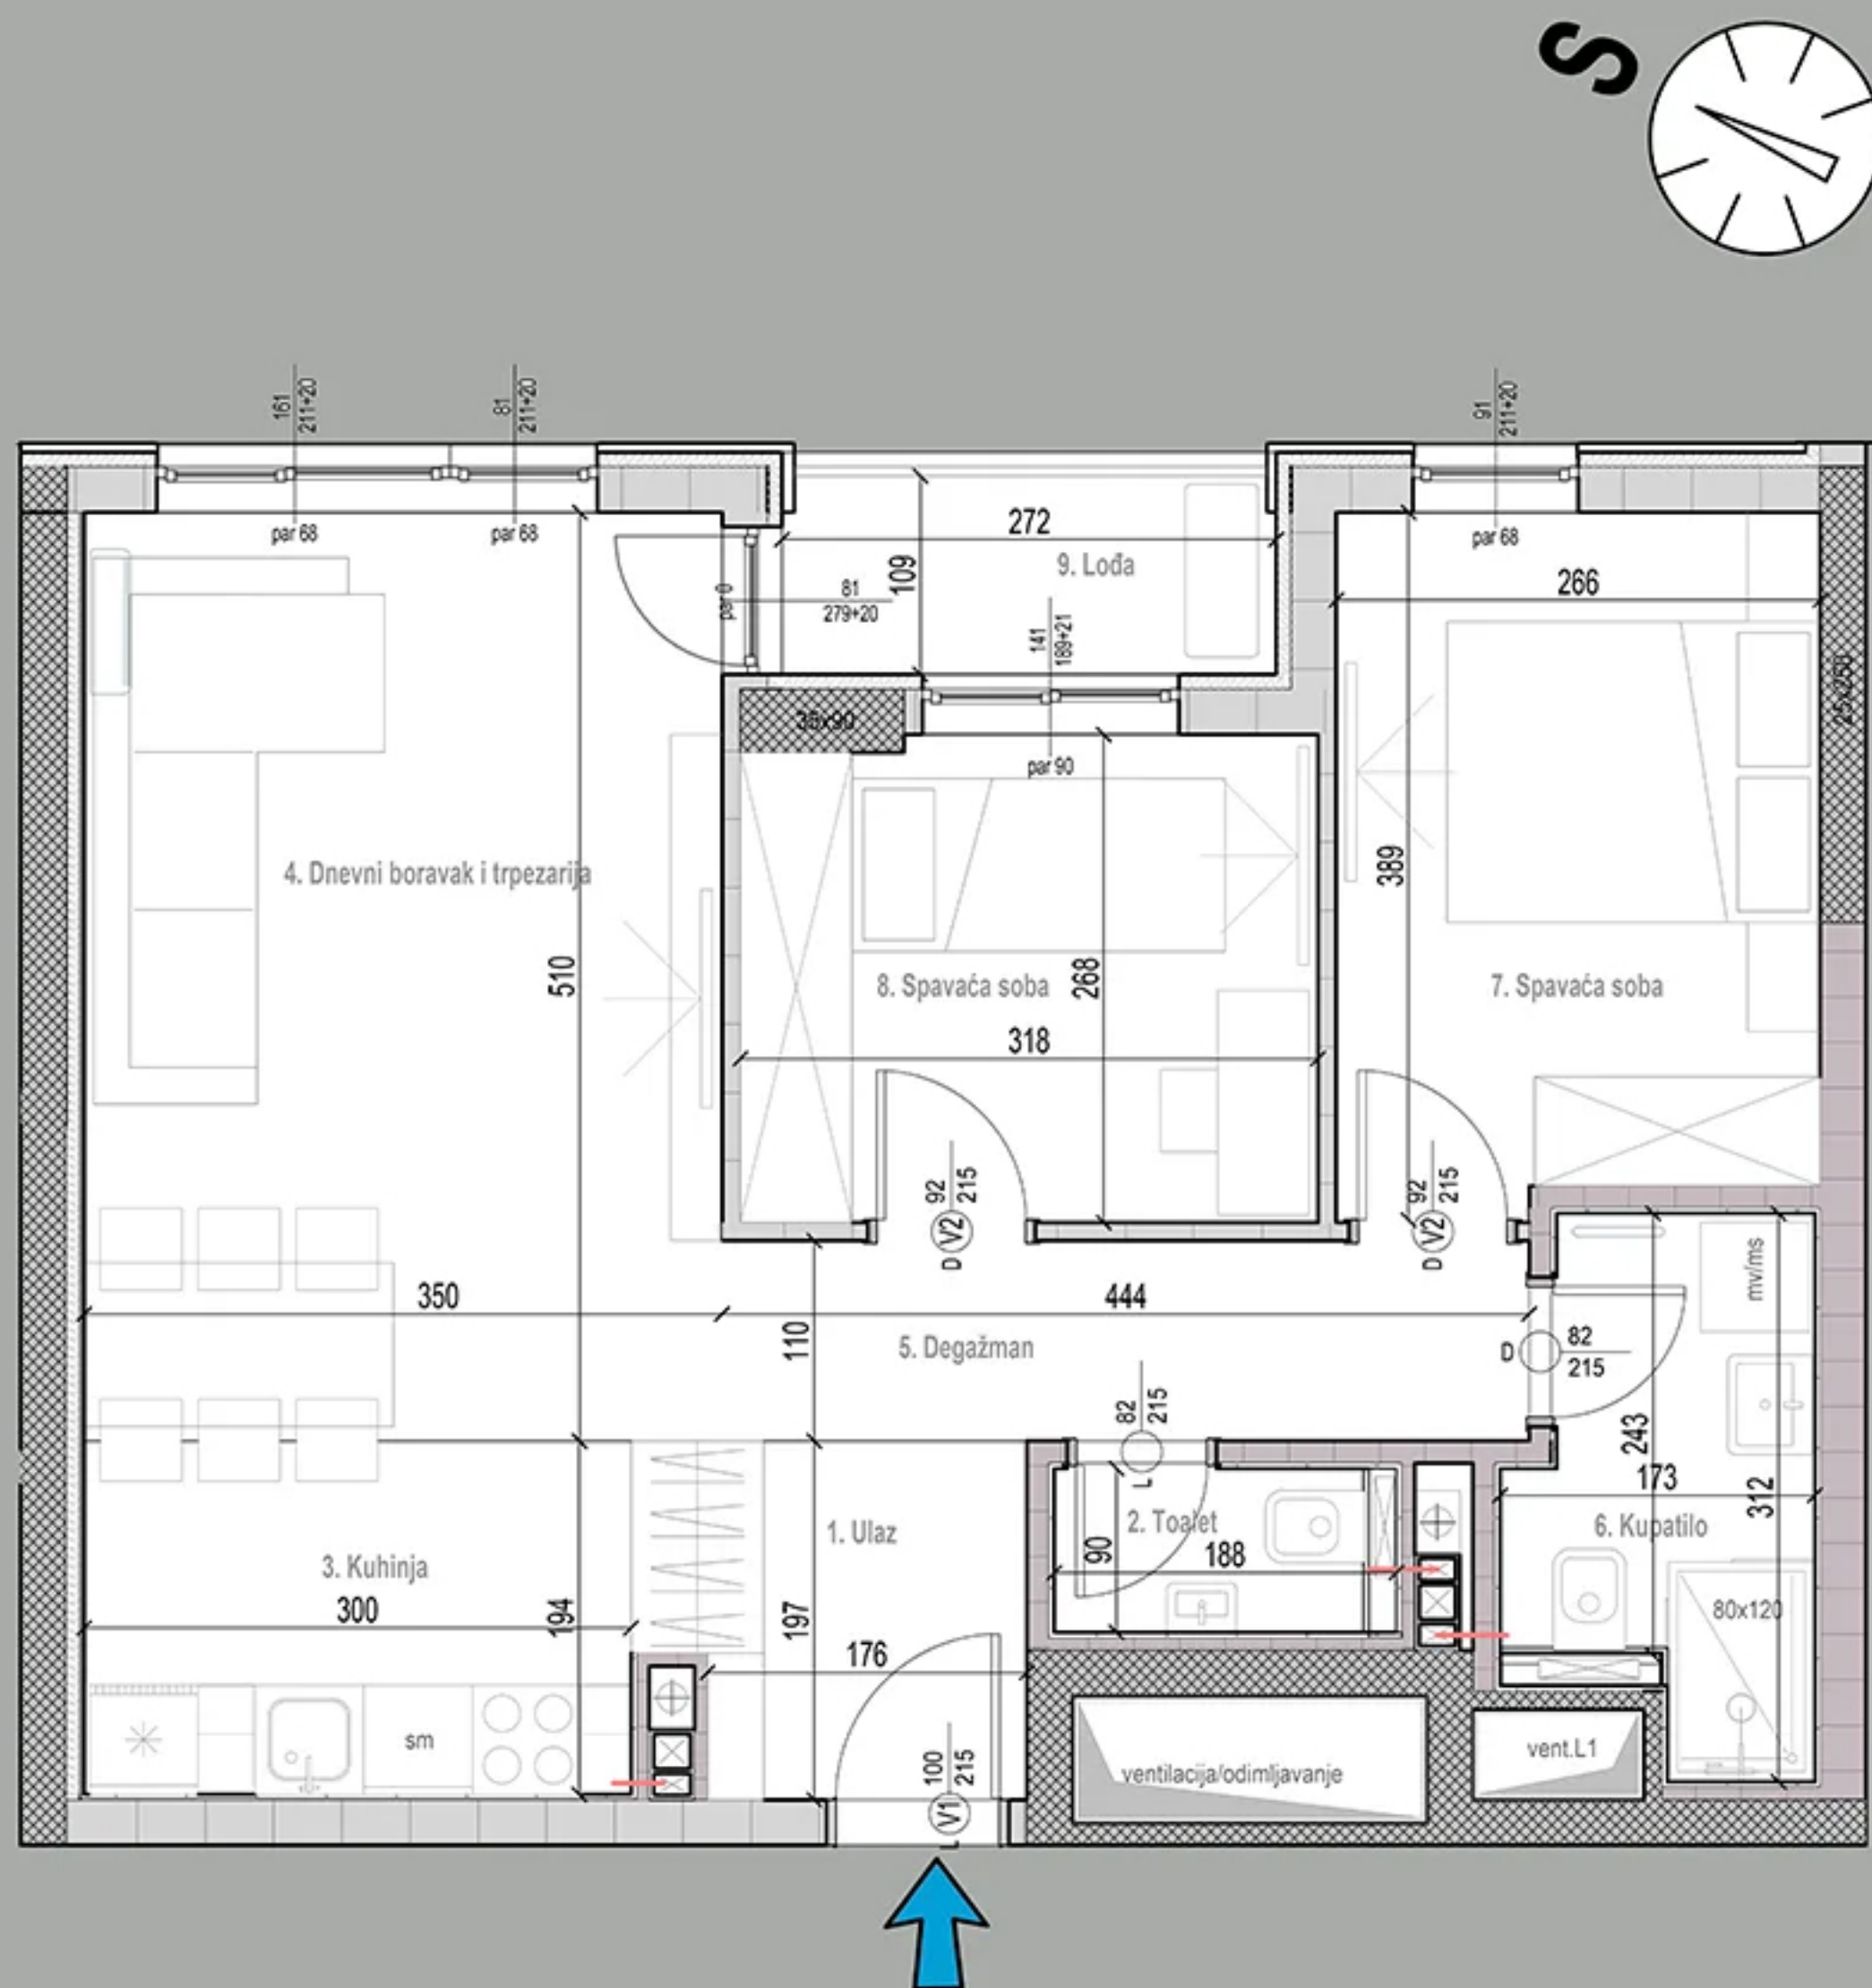 S
161
211+20
81
211+20
91
211+20
par 68
par 68
par 68
272
9. Lođa
109
par 0
81
279+20
141
189+21
266
25x250
35x90
par 90
4. Dnevni boravak i trpezarija
510
389
8. Spavaća soba
268
318
7. Spavaća soba
92
215
V2
D
92
215
V2
D
350
444
110
5. Degažman
mv/ms
D
82
215
82
215
L
243
173
312
2. Toalet
90
188
6. Kupatilo
80x120
1. Ulaz
3. Kuhinja
300
194
197
176
sm
100
215
V1
L
ventilacija/odimljavanje
vent.L1